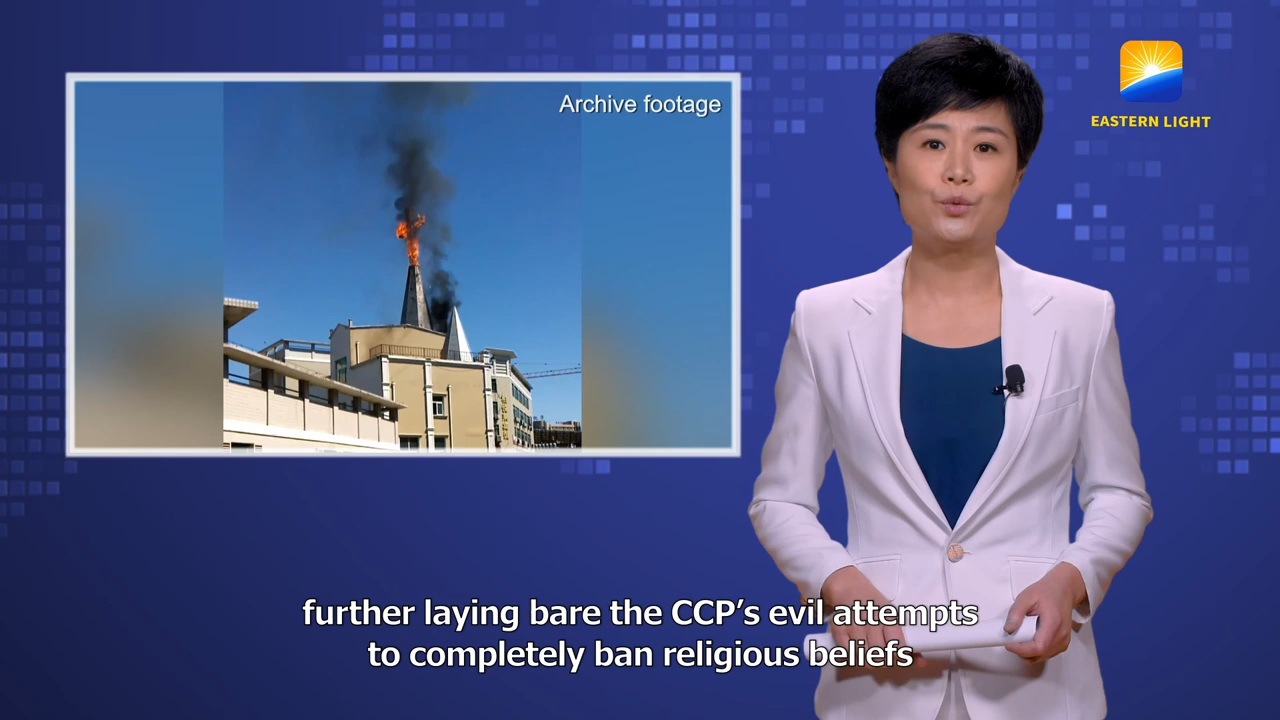 Archive footage
EASTERN LIGHT
further laying bare the CCP's evil attempts
to completely ban religious beliefs